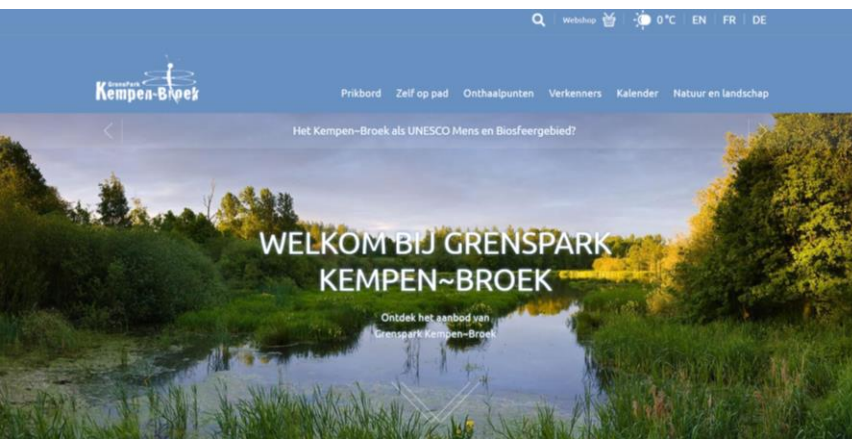 Webshop 0°C EN FR DE
GrensPark
Kempen~Broek
Prikbord Zelf op pad Onthaalpunten Verkenners Kalender Natuur en landschap
Het Kempen~Broek als UNESCO Mens en Biosfeergebied?
WELKOM BIJ GRENSPARK
KEMPEN~BROEK
Ontdek het aanbod van
Grenspark Kempen~Broek